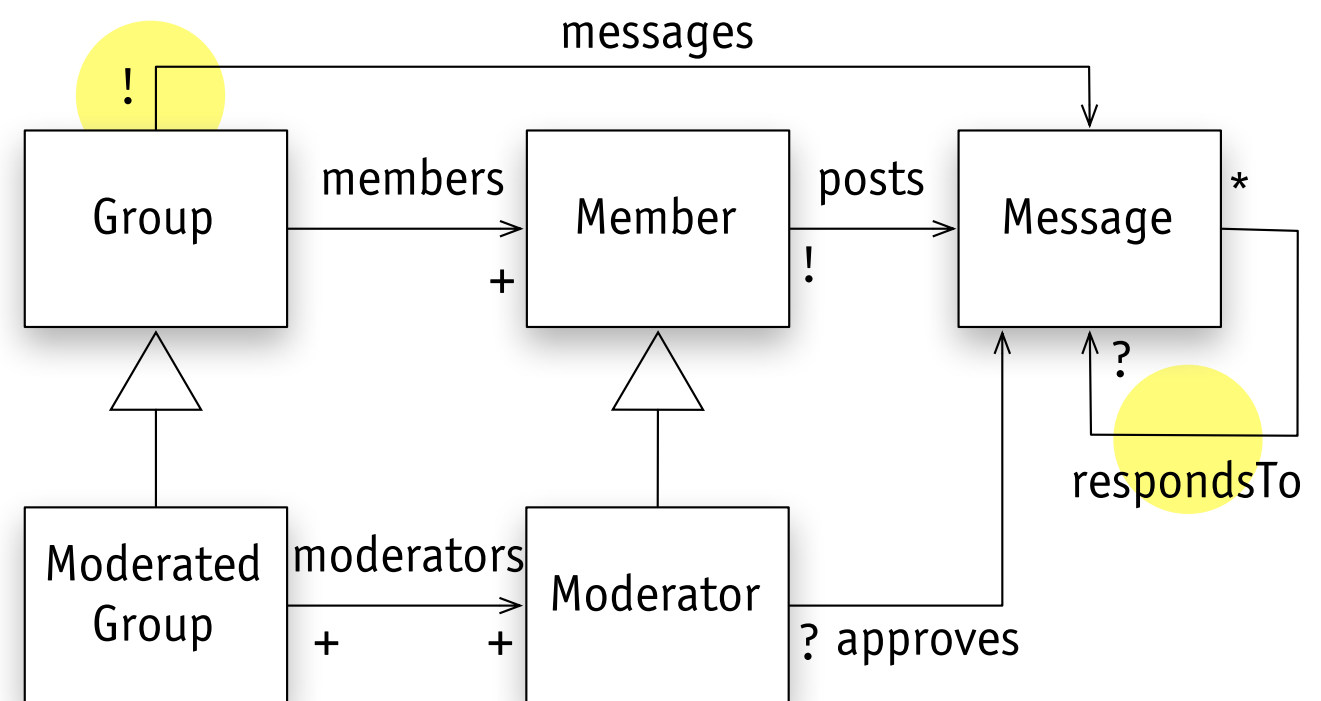 messages
!
members
posts
*
Group
Member
Message
+
!
?
respondsTo
Moderated
Group
moderators
Moderator
+
+
? approves